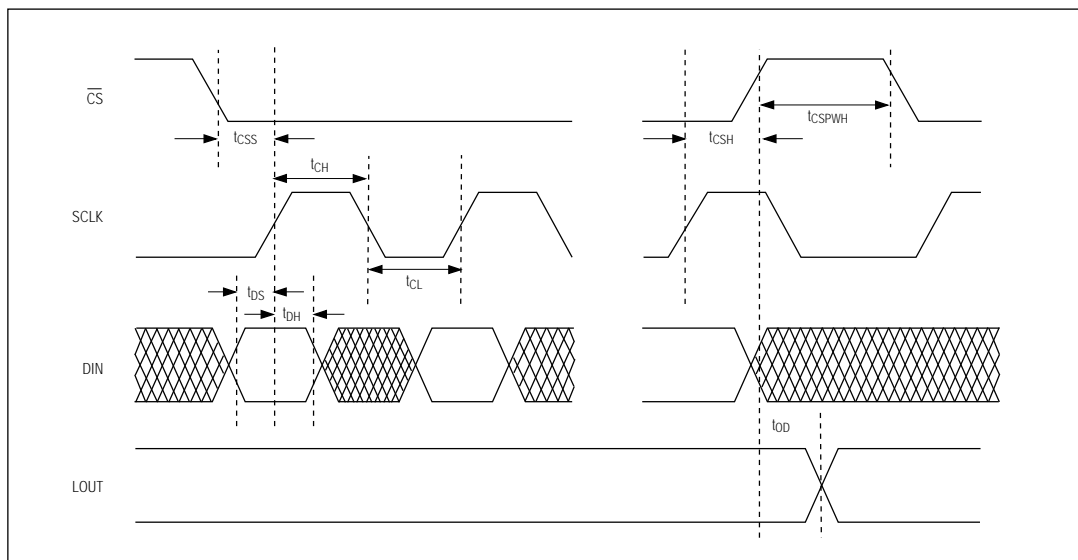 CS
tCSPWH
tCSS
tCSH
tCH
SCLK
tCL
tDS
tDH
DIN
tOD
LOUT